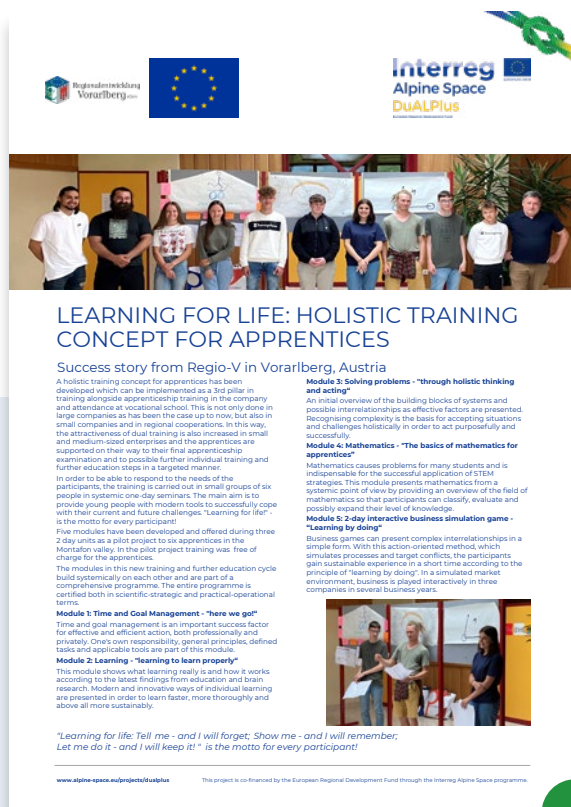 Regionalentwicklung
Vorarlberg eGen
Interreg
Alpine Space
DuALPlus
LEARNING FOR LIFE: HOLISTIC TRAINING
CONCEPT FOR APPRENTICES
Success story from Regio-V in Vorarlberg, Austria
A holistic training concept for apprentices has been
developed which can be implemented as a 3rd pillar in
training alongside apprenticeship training in the company
and attendance at vocational school. This is not only done in
large companies as has been the case up to now, but also in
small companies and in regional cooperations. In this way,
the attractiveness of dual training is also increased in small
and medium-sized enterprises and the apprentices are
supported on their way to their final apprenticeship
examination and to possible further individual training and
further education steps in a targeted manner.
In order to be able to respond to the needs of the
participants, the training is carried out in small groups of six
people in systemic one-day seminars. The main aim is to
provide young people with modern tools to successfully cope
with their current and future challenges. "Learning for life!" -
is the motto for every participant!
Five modules have been developed and offered during three
2 day units as a pilot project to six apprentices in the
Montafon valley. In the pilot project training was free of
charge for the apprentices.
The modules in this new training and further education cycle
build systemically on each other and are part of a
comprehensive programme. The entire programme is
certified both in scientific-strategic and practical-operational
terms.
Module 1: Time and Goal Management - "here we go!“
Time and goal management is an important success factor
for effective and efficient action, both professionally and
privately. One's own responsibility, general principles, defined
tasks and applicable tools are part of this module.
Module 2: Learning - "learning to learn properly“
This module shows what learning really is and how it works
according to the latest findings from education and brain
research. Modern and innovative ways of individual learning
are presented in order to learn faster, more thoroughly and
above all more sustainably.
Module 3: Solving problems - "through holistic thinking
and acting“
An initial overview of the building blocks of systems and
possible interrelationships as effective factors are presented.
Recognising complexity is the basis for accepting situations
and challenges holistically in order to act purposefully and
successfully.
Module 4: Mathematics - "The basics of mathematics for
apprentices“
Mathematics causes problems for many students and is
indispensable for the successful application of STEM
strategies. This module presents mathematics from a
systemic point of view by providing an overview of the field of
mathematics so that participants can classify, evaluate and
possibly expand their level of knowledge.
Module 5: 2-day interactive business simulation game -
"Learning by doing“
Business games can present complex interrelationships in a
simple form. With this action-oriented method, which
simulates processes and target conflicts, the participants
gain sustainable experience in a short time according to the
principle of "learning by doing". In a simulated market
environment, business is played interactively in three
companies in several business years.
"Learning for life: Tell me - and I will forget; Show me - and I will remember;
Let me do it - and I will keep it! " is the motto for every participant!
www.alpine-space.eu/projects/dualplus
This project is co-financed by the European Regional Development Fund through the Interreg Alpine Space programme.